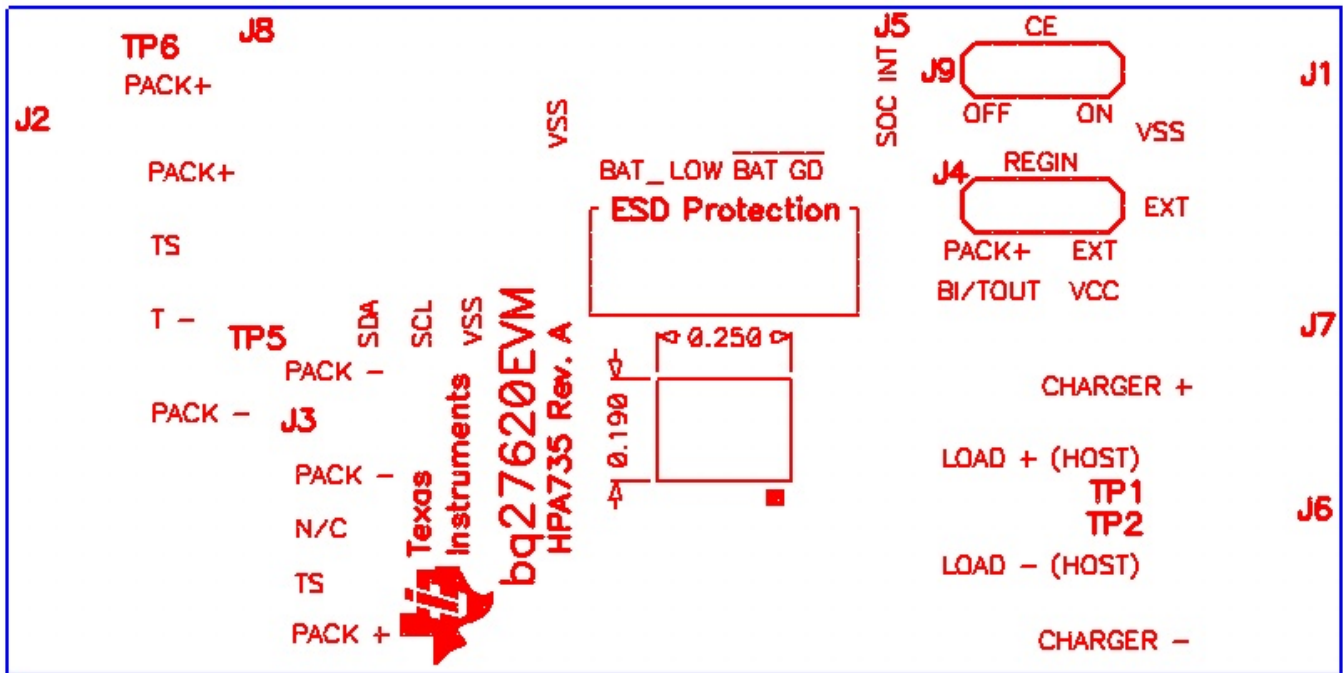 J8
TP6
PACK+
J2
PACK+
TS
T -
TP5
PACK -
PACK -
J3
PACK -
N/C
TS
PACK +
SDA
SCL
VSS
Texas
Instruments
bq27620EVM
HPA735 Rev. A
VSS
BAT_LOW BAT GD
ESD Protection
0.250
0.190
J5
SOC INT
CE
J9
OFF ON
VSS
J1
REGIN
J4
EXT
PACK+ EXT
BI/TOUT VCC
J7
CHARGER +
LOAD + (HOST)
TP1
TP2
J6
LOAD - (HOST)
CHARGER -